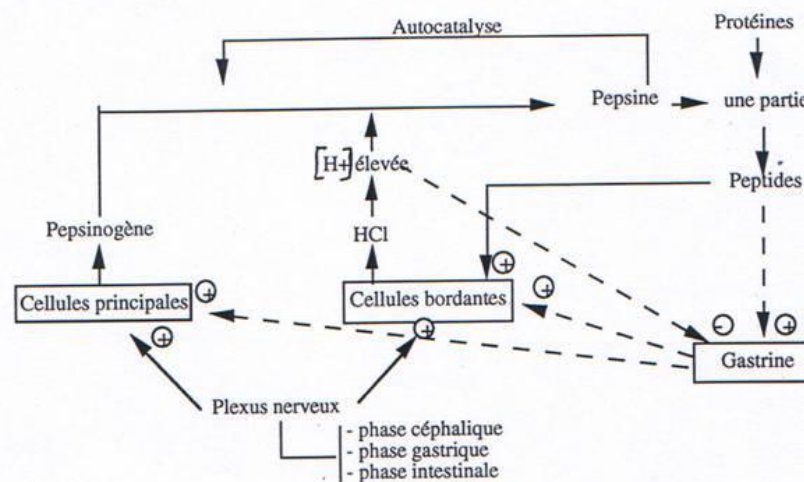 Autocatalyse
Protéines
Pepsine
une partie
[H+] élevée
Peptides
Pepsinogène
HCl
+
+
+
Cellules principales
Cellules bordantes
- +
+
+
Gastrine
Plexus nerveux
- phase céphalique
- phase gastrique
- phase intestinale